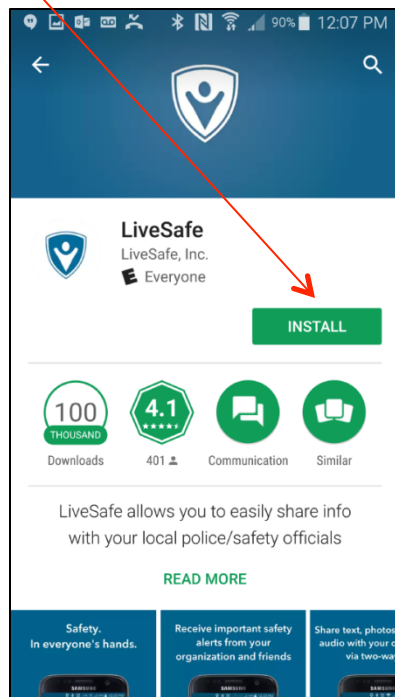 90% 12:07 PM
LiveSafe
LiveSafe, Inc.
E Everyone
INSTALL
100
THOUSAND
4.1
Downloads
401
Communication
Similar
LiveSafe allows you to easily share info
with your local police/safety officials
READ MORE
Safety.
In everyone's hands.
Receive important safety
alerts from your
organization and friends
Share text, photos
audio with your
via two-way
SAMSUNG
SAMSUNG